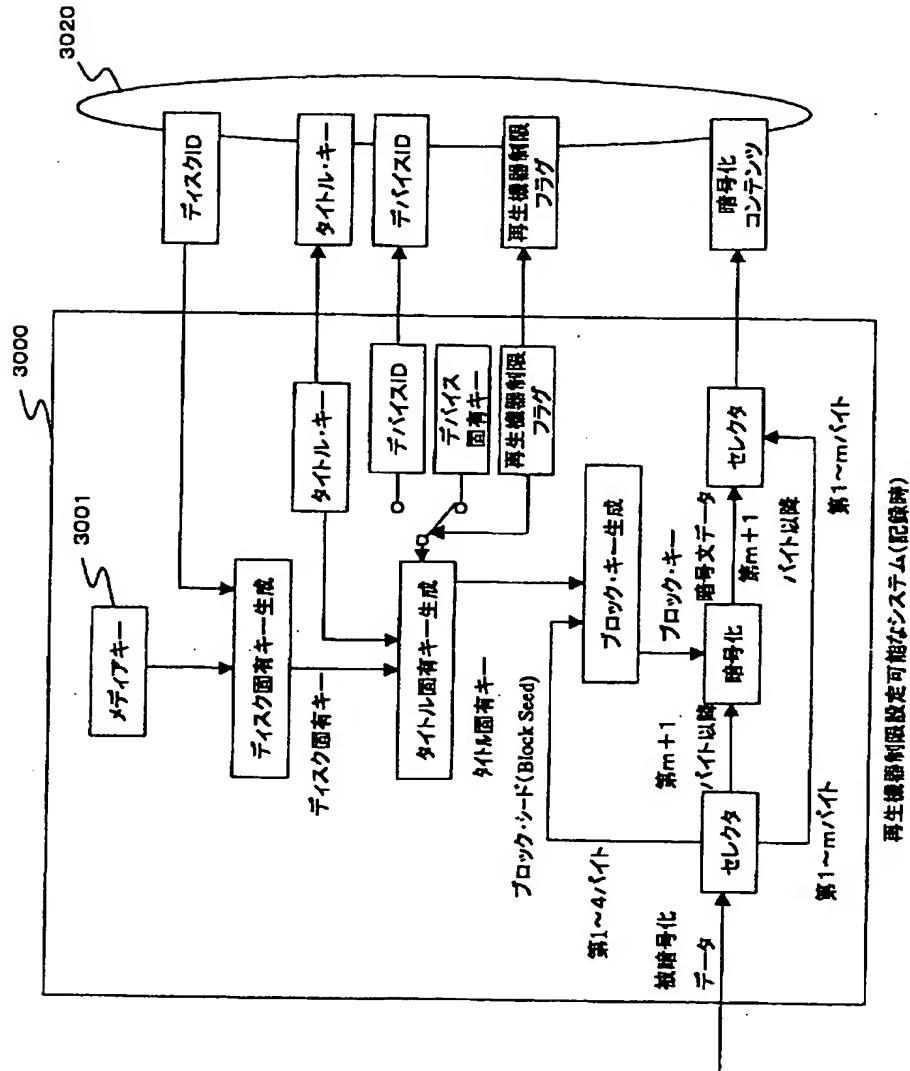 3000
3020
3001
メディアキー
ディスク固有キー生成
ディスク固有キー
ディスクID
タイトル・キー
タイトル・キー
タイトル固有キー生成
タイトル固有キー
デバイスID
デバイスID
デバイス
固有キー
再生機器制限
フラグ
再生機器制限
フラグ
ブロック・シード(Block Seed)
第1~4バイト
ブロック・キー生成
ブロック・キー
被暗号化
データ
セレクタ
第m+1
バイト以降
暗号化
暗号文データ
第m+1
バイト以降
セレクタ
第1~mバイト
第1~mバイト
暗号化
コンテンツ
再生機器制限設定可能なシステム(記録時)